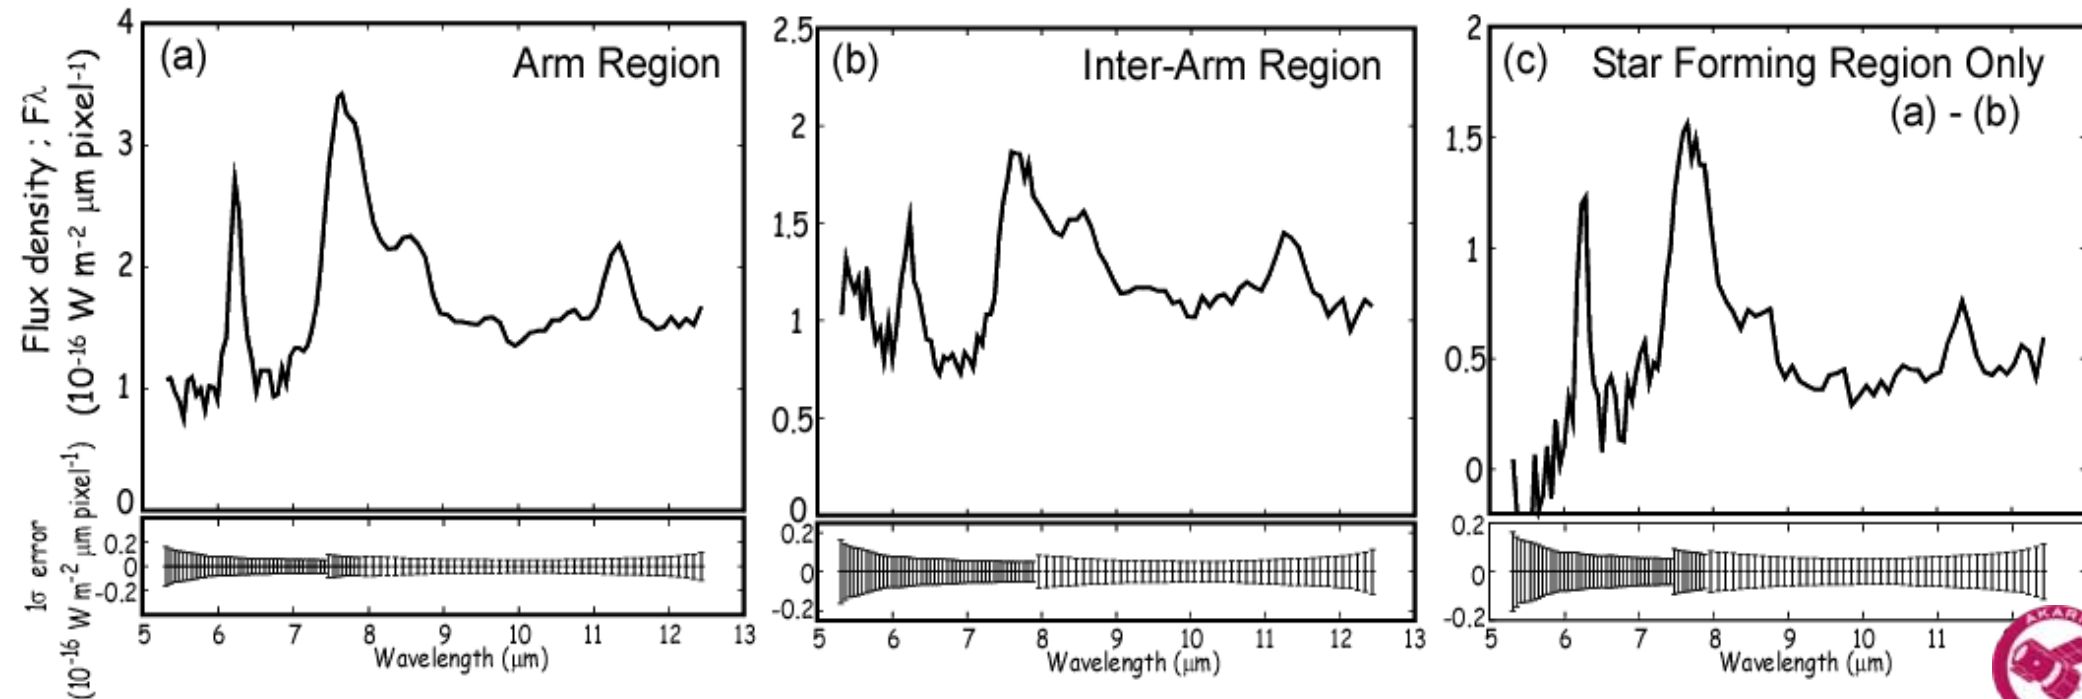 (a) Arm Region
4
3
2
1
0
Flux density ; Fλ
(10-16 W m-2 μm pixel-1)
0.2
0
-0.2
1σ error
(10-16 W m-2 μm pixel-1)
5 6 7 8 9 10 11 12 13
Wavelength (μm)
(b) Inter-Arm Region
2.5
2
1.5
1
0.5
0
0.2
0
-0.2
5 6 7 8 9 10 11 12 13
Wavelength (μm)
(c) Star Forming Region Only
(a) - (b)
2
1.5
1
0.5
0
0.2
0
-0.2
5 6 7 8 9 10 11
Wavelength (μm)
AKARI